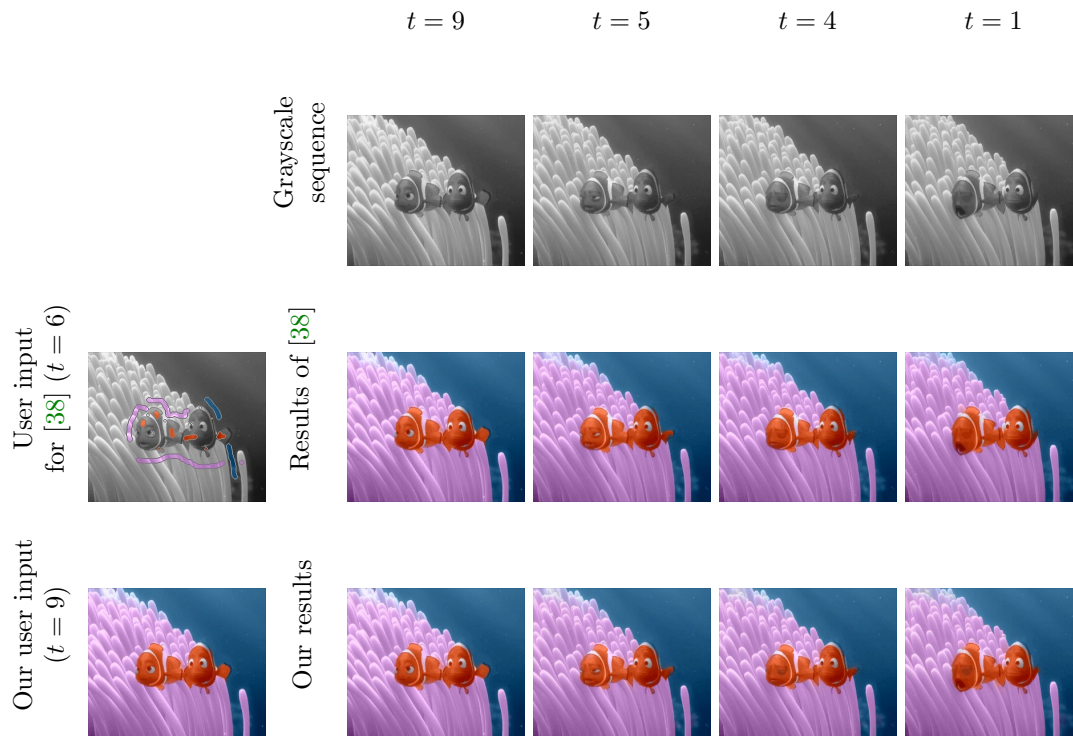 t = 9
t = 5
t = 4
t = 1
Grayscale
sequence
User input
for [38] (t = 6)
Results of [38]
Our user input
(t = 9)
Our results